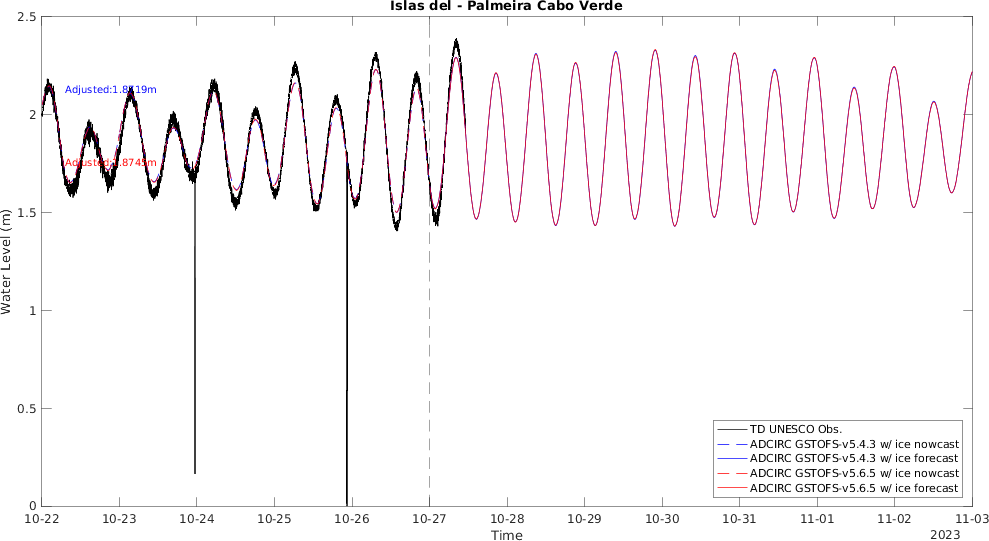 Islas del - Palmeira Cabo Verde
2.5
2
1.5
1
0.5
0
Water Level (m)
Adjusted:1.8719m
Adjusted:1.8745m
TD UNESCO Obs.
ADCIRC GSTOFS-v5.4.3 w/ ice nowcast
ADCIRC GSTOFS-v5.4.3 w/ ice forecast
ADCIRC GSTOFS-v5.6.5 w/ ice nowcast
ADCIRC GSTOFS-v5.6.5 w/ ice forecast
10-22 10-23 10-24 10-25 10-26 10-27 10-28 10-29 10-30 10-31 11-01 11-02 11-03
Time
2023